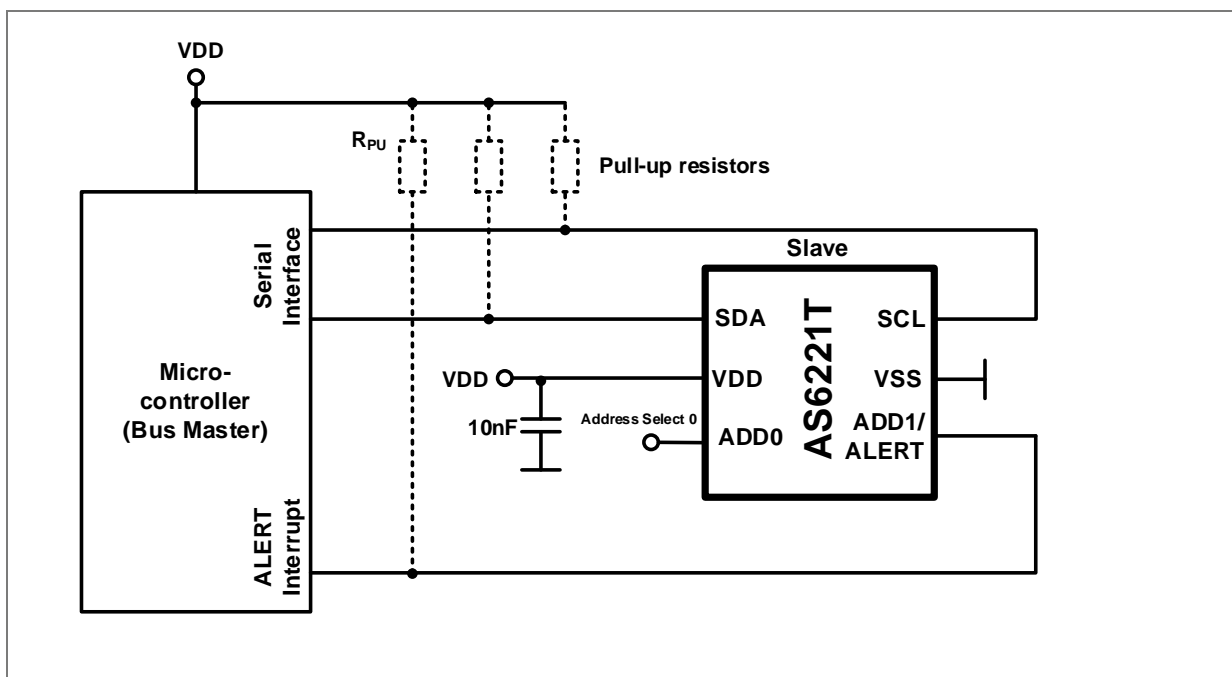 VDD
RPU
Pull-up resistors
Serial
Interface
Slave
SDA
SCL
AS6221T
Micro-
controller
(Bus Master)
VDD
VDD
VSS
10nF
Address Select 0
ADD0
ADD1/
ALERT
ALERT
Interrupt